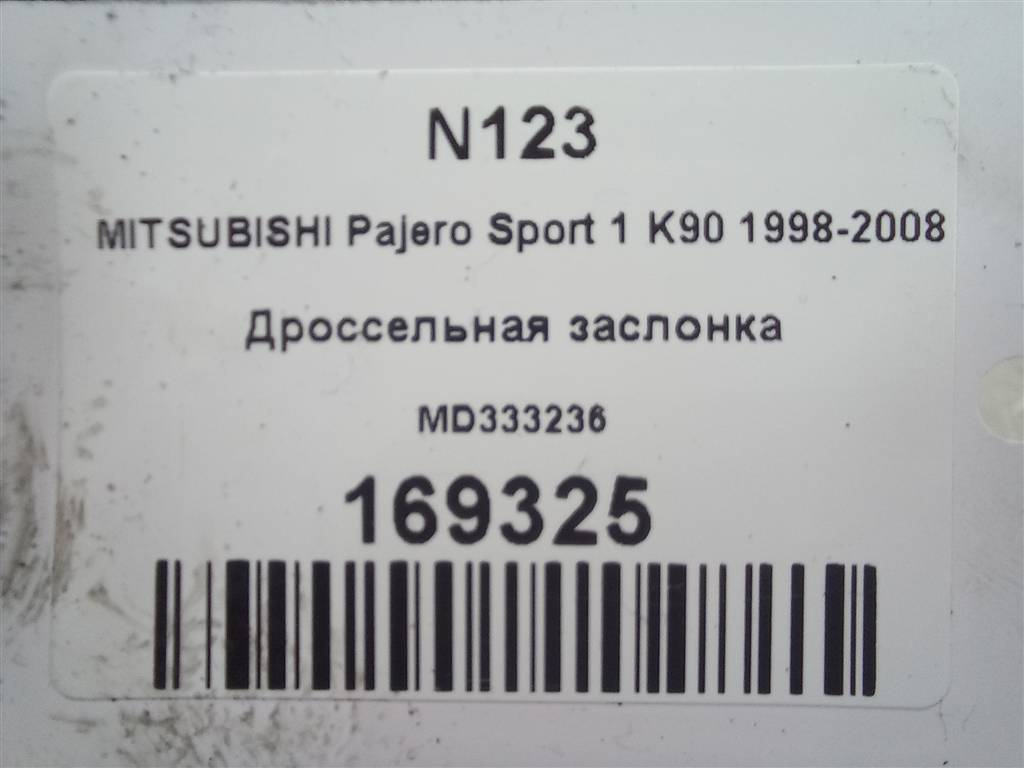 N123
MITSUBISHI Pajero Sport 1 K90 1998-2008
Дроссельная заслонка
MD333236
169325